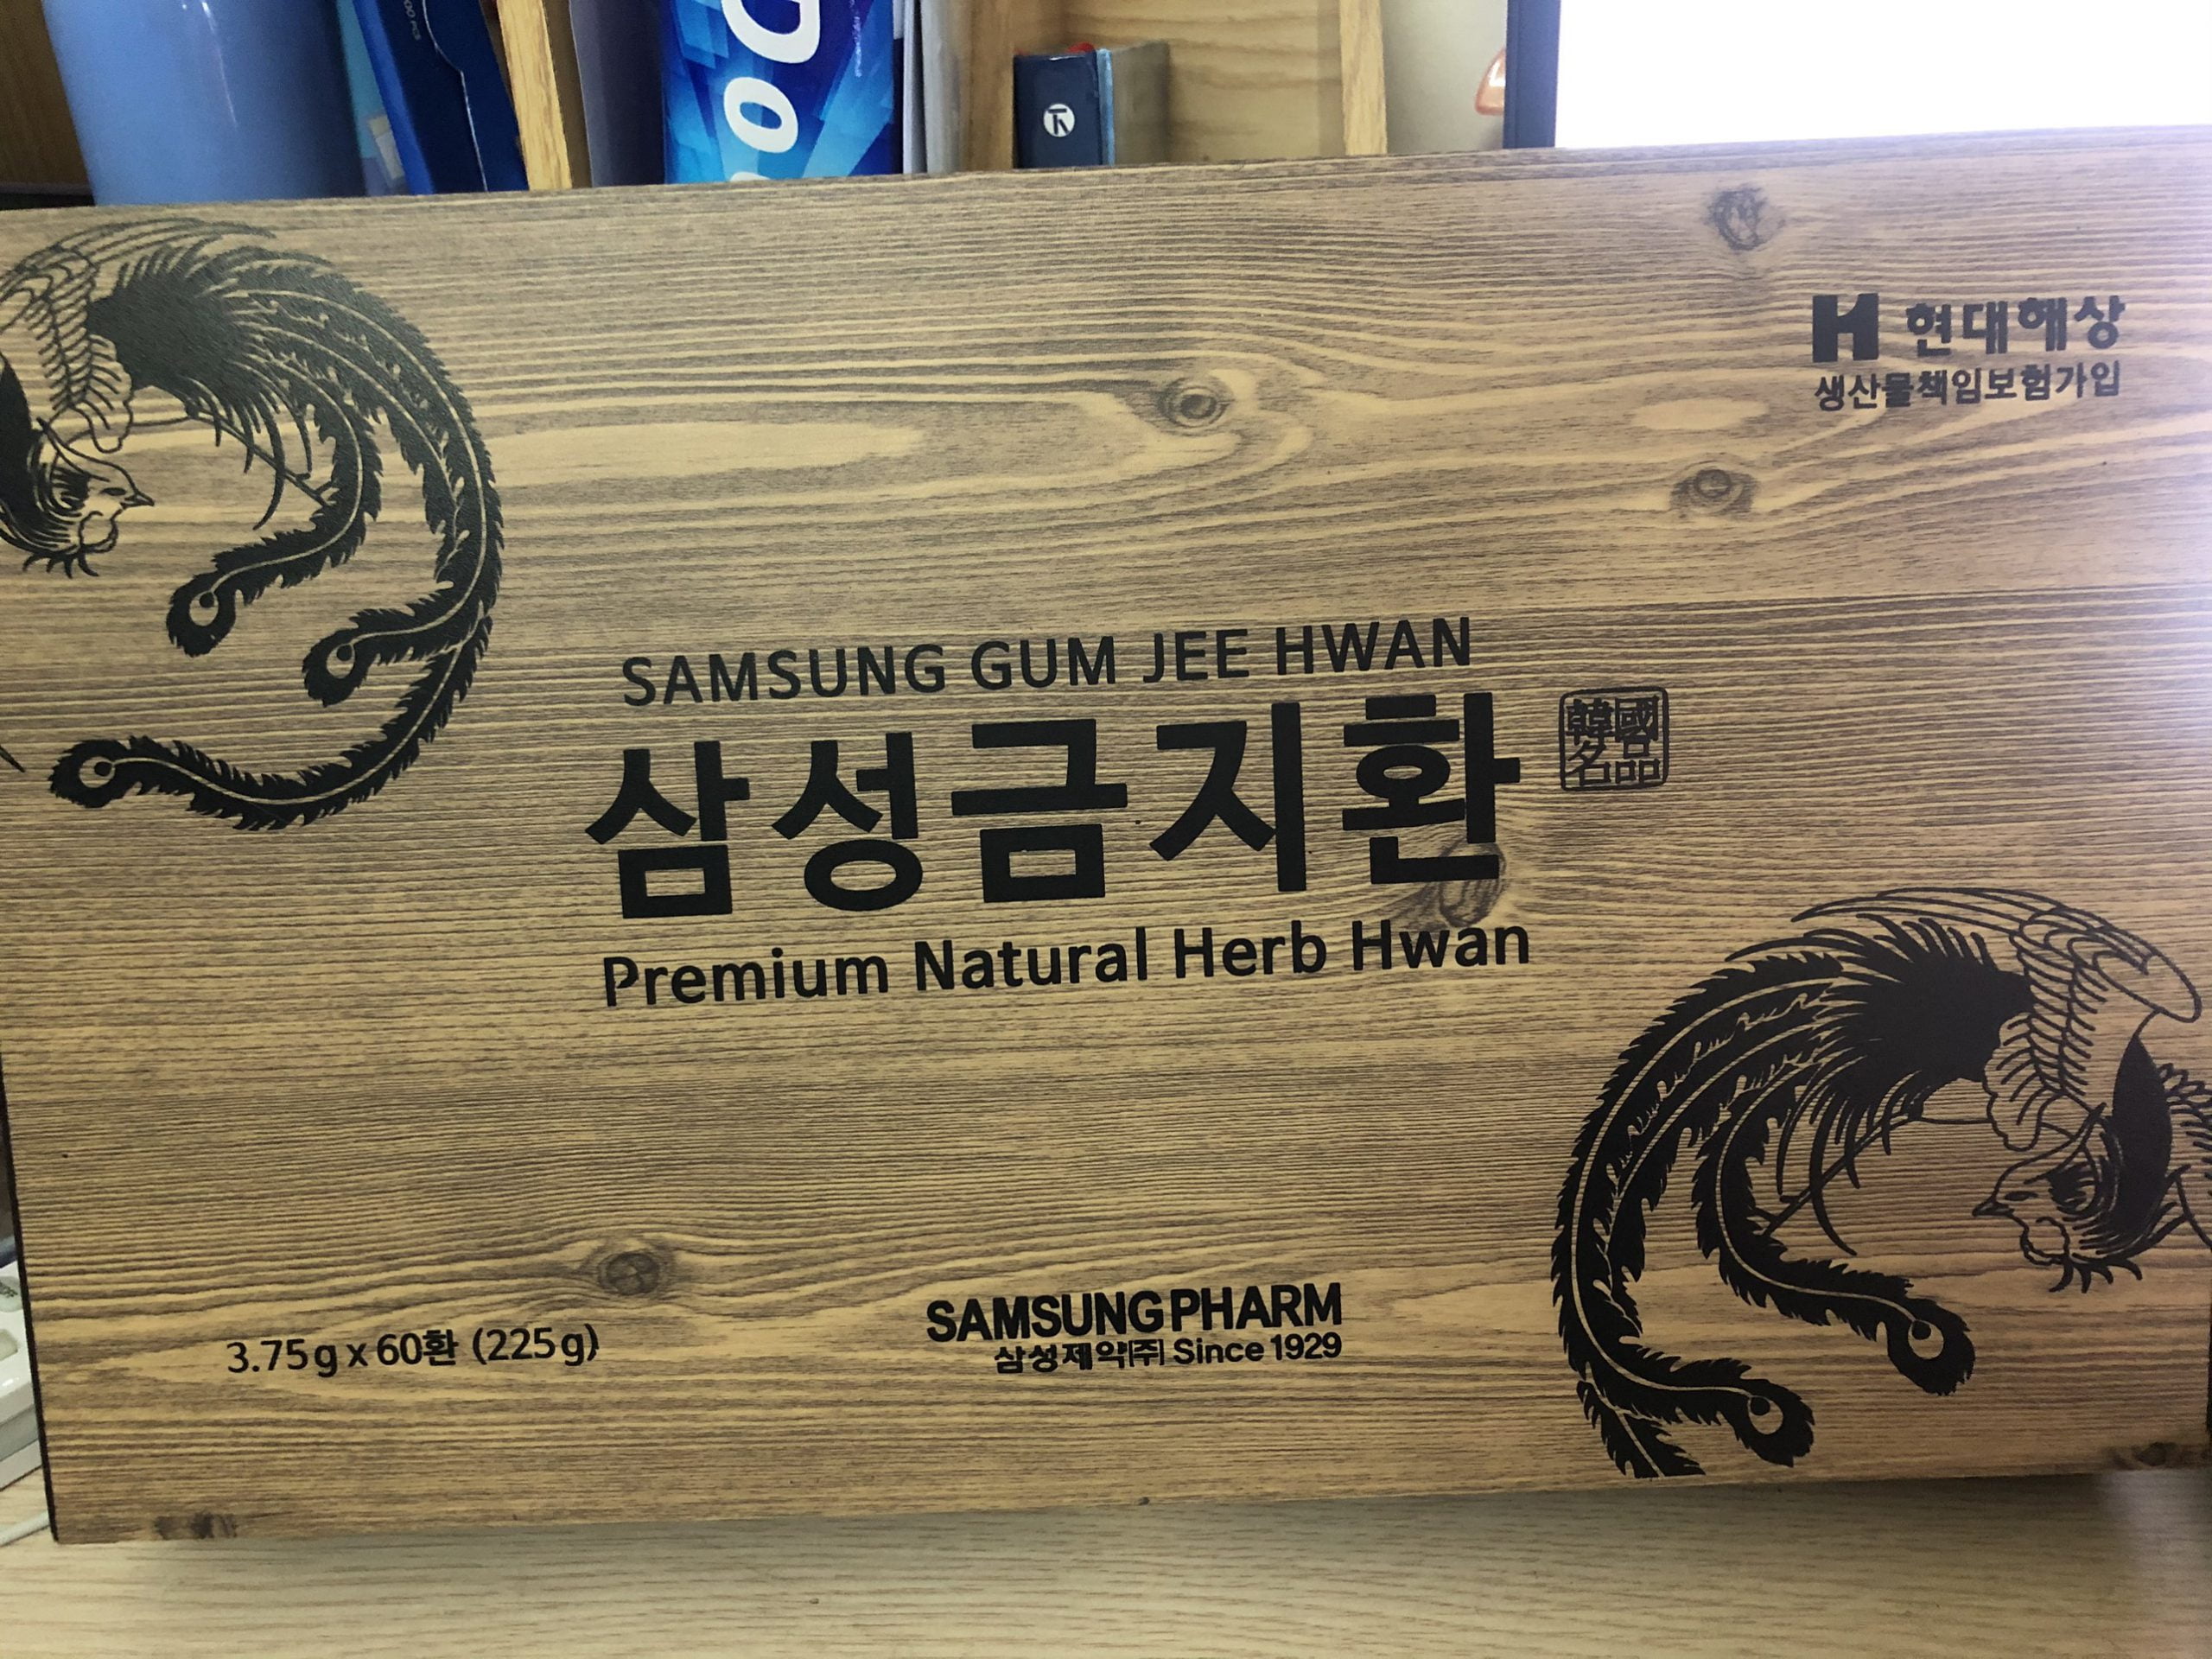 현대해상
생산물책임보험가입
SAMSUNG GUM JEE HWAN
삼성금지환
韓國
名品
Premium Natural Herb Hwan
3.75g x 60환 (225g)
SAMSUNG PHARM
삼성제약(주) Since 1929